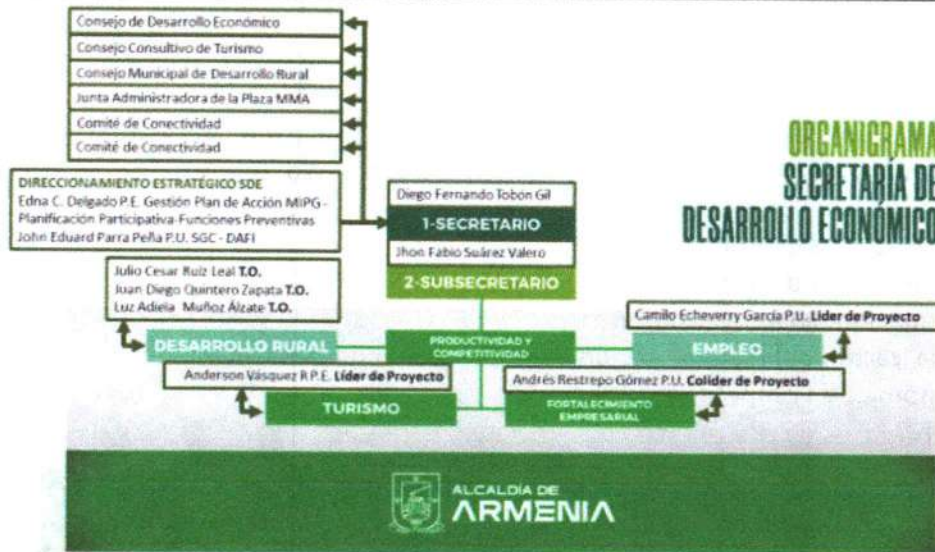 Consejo de Desarrollo Económico
Consejo Consultivo de Turismo
Consejo Municipal de Desarrollo Rural
Junta Administradora de la Plaza MMA
Comité de Conectividad
Comité de Conectividad
ORGANIGRAMA
SECRETARÍA DE
DESARROLLO ECONÓMICO
DIRECCIONAMIENTO ESTRATÉGICO SDE
Edna C. Delgado P.E. Gestión Plan de Acción MIPG -
Planificación Participativa-Funciones Preventivas
John Eduard Parra Peña P.U. SGC - DAFI
Diego Fernando Tobón Gil
1-SECRETARIO
Jhon Fabio Suárez Valero
2-SUBSECRETARIO
Julio Cesar Ruíz Leal T.O.
Juan Diego Quintero Zapata T.O.
Luz Adiela Muñoz Álzate T.O.
Camilo Echeverry García P.U. Líder de Proyecto
DESARROLLO RURAL
PRODUCTIVIDAD Y
COMPETITIVIDAD
EMPLEO
Anderson Vásquez R P.E. Líder de Proyecto
Andrés Restrepo Gómez P.U. Colíder de Proyecto
TURISMO
FORTALECIMIENTO
EMPRESARIAL
ALCALDÍA DE
ARMENIA